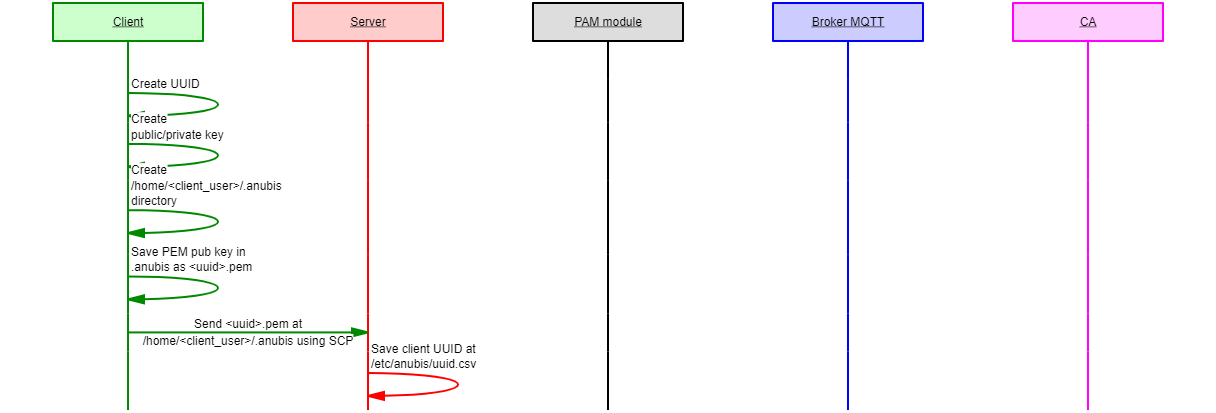 Client
Server
PAM module
Broker MQTT
CA
Create UUID
Create
public/private key
Create
/home/<client_user>/.anubis
directory
Save PEM pub key in
.anubis as <uuid>.pem
Send <uuid>.pem at
/home/<client_user>/.anubis using SCP
Save client UUID at
/etc/anubis/uuid.csv